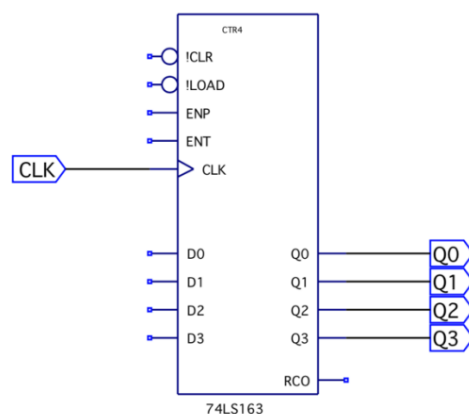 CTR4
!CLR
!LOAD
ENP
ENT
CLK CLK
D0 Q0 Q0
D1 Q1 Q1
D2 Q2 Q2
D3 Q3 Q3
RCO
74LS163